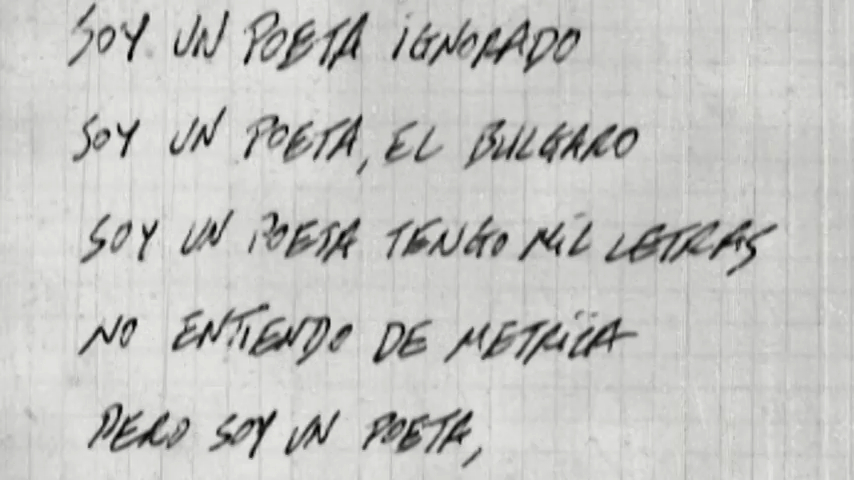 SOY UN POETA IGNORADO
SOY UN POETA, EL BULGARO
SOY UN POETA TENGO MIL LETRAS
NO ENTIENDO DE METRICA
PERO SOY UN POETA,